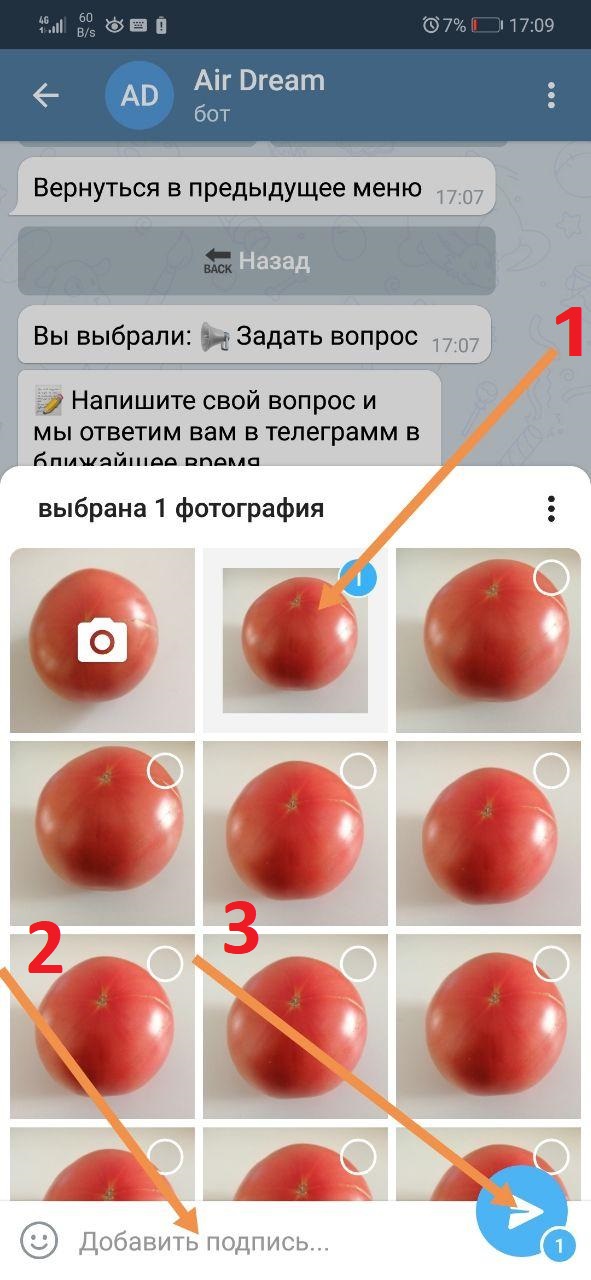 4G 60 B/s 7% 17:09
AD Air Dream
бот
Вернуться в предыдущее меню 17:07
BACK Назад
Вы выбрали: Задать вопрос 17:07
Напишите свой вопрос и
мы ответим вам в телеграмм в
ближайшее время
1
выбрана 1 фотография
1
2
3
Добавить подпись...
1